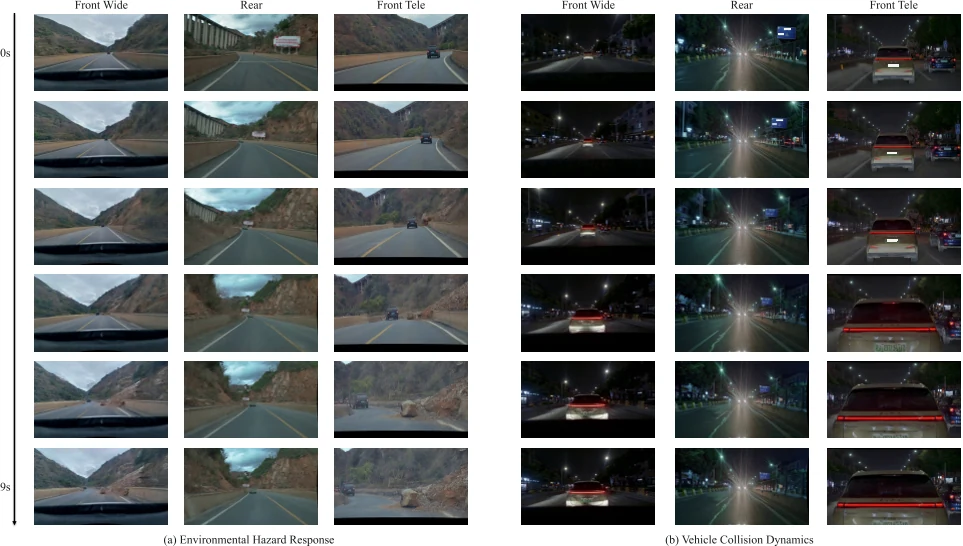 Front Wide Rear Front Tele Front Wide Rear Front Tele
0s
9s
(a) Environmental Hazard Response (b) Vehicle Collision Dynamics